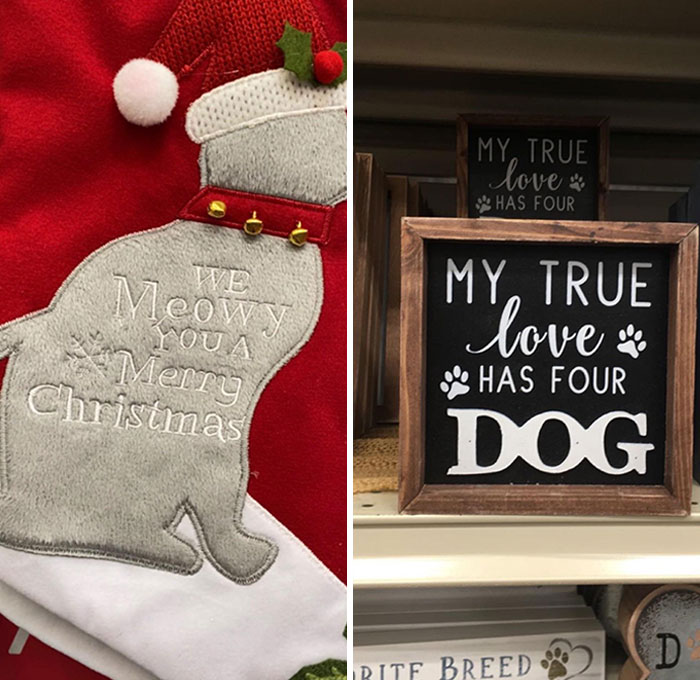 WE
Meowy
YOU A
Merry
Christmas
MY TRUE
love
HAS FOUR
MY TRUE
love
HAS FOUR
DOG
RITE BREED
D